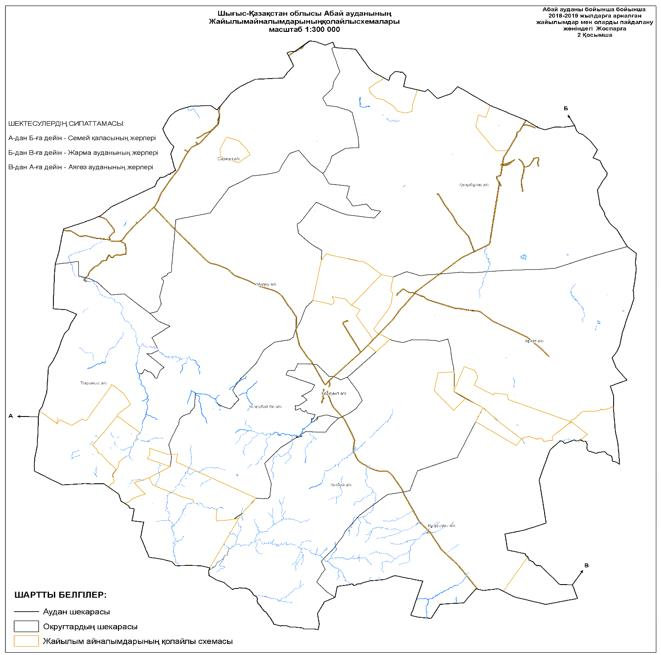 Шығыс-Қазақстан облысы Абай ауданының
Жайылымайналымдарыныңқолайлысхемалары
масштаб 1:300 000
Абай ауданы бойынша бойынша
2018-2019 жылдарға арналған
жайылымдар мен оларды пайдалану
жөніндегі Жоспарға
2 Қосымша
ШЕКТЕСУЛЕРДІҢ СИПАТТАМАСЫ:
А-дан Б-ға дейін - Семей қаласының жерлері
Б-дан В-ға дейін - Жарма ауданының жерлері
В-дан А-ға дейін - Аягөз ауданының жерлері
Б
А
В
ШАРТТЫ БЕЛГІЛЕР:
Аудан шекарасы
Округтардың шекарасы
Жайылым айналымдарының қолайлы схемасы